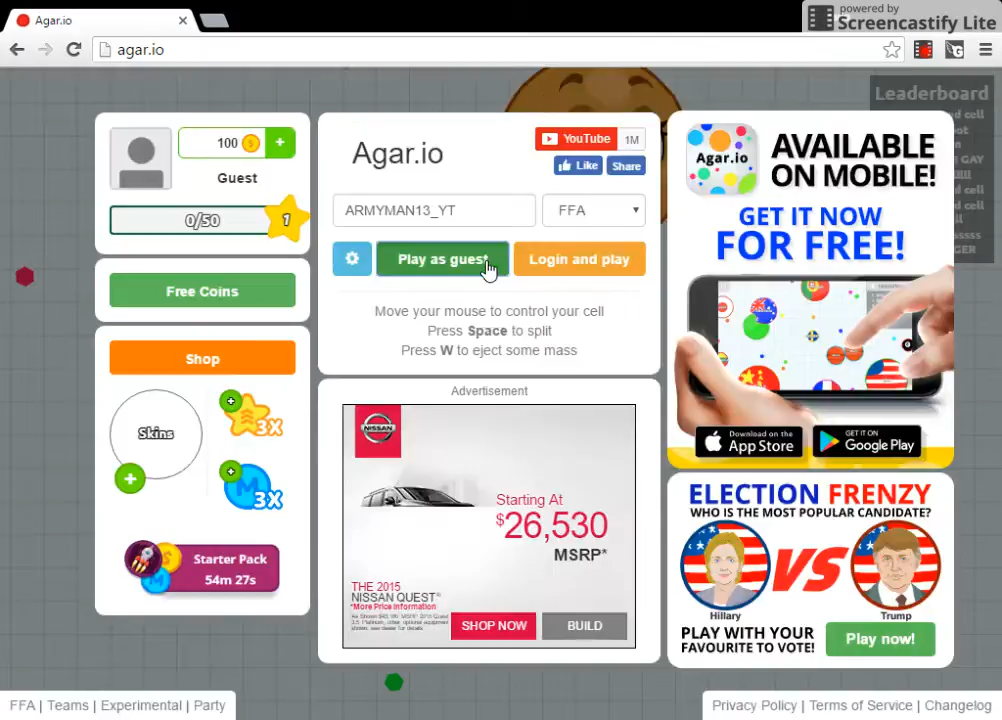 Agar.io
powered by
Screencastify Lite
agar.io
Leaderboard
100
Guest
0/50
1
Free Coins
Shop
Skins
3X
3X
Starter Pack
54m 27s
Agar.io
YouTube 1M
Like
Share
ARMYMAN13_YT
FFA
Play as guest
Login and play
Move your mouse to control your cell
Press Space to split
Press W to eject some mass
Advertisement
NISSAN
Starting At
$26,530
MSRP*
THE 2015
NISSAN QUEST®
*More Price Information
SHOP NOW
BUILD
Agar.io
AVAILABLE
ON MOBILE!
GET IT NOW
FOR FREE!
Download on the
App Store
GET IT ON
Google Play
ELECTION FRENZY
WHO IS THE MOST POPULAR CANDIDATE?
VS
Hillary
Trump
PLAY WITH YOUR
FAVOURITE TO VOTE!
Play now!
FFA | Teams | Experimental | Party
Privacy Policy | Terms of Service | Changelog